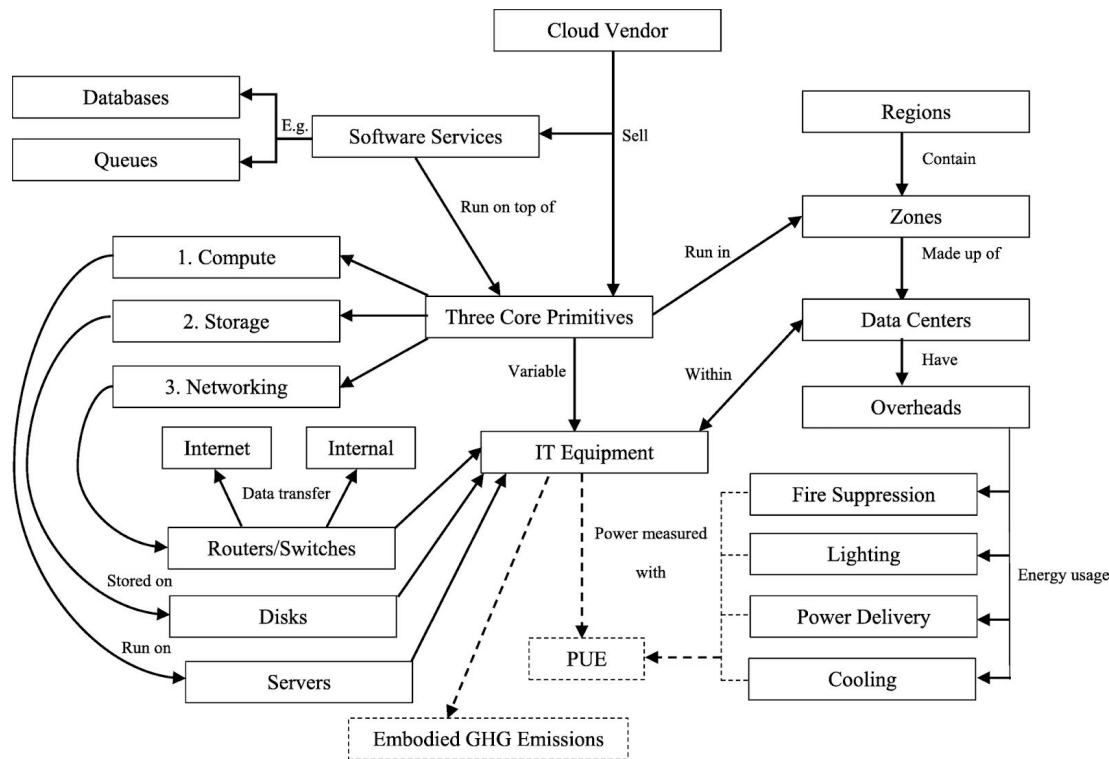 Cloud Vendor
Databases
Regions
E.g.
Software Services
Sell
Queues
Contain
Run on top of
Zones
Run in
1. Compute
Made up of
2. Storage
Three Core Primitives
Data Centers
Variable
Within
Have
3. Networking
Overheads
Internet
Internal
IT Equipment
Data transfer
Fire Suppression
Routers/Switches
Power measured
with
Lighting
Energy usage
Stored on
Disks
Power Delivery
Run on
PUE
Servers
Cooling
Embodied GHG Emissions